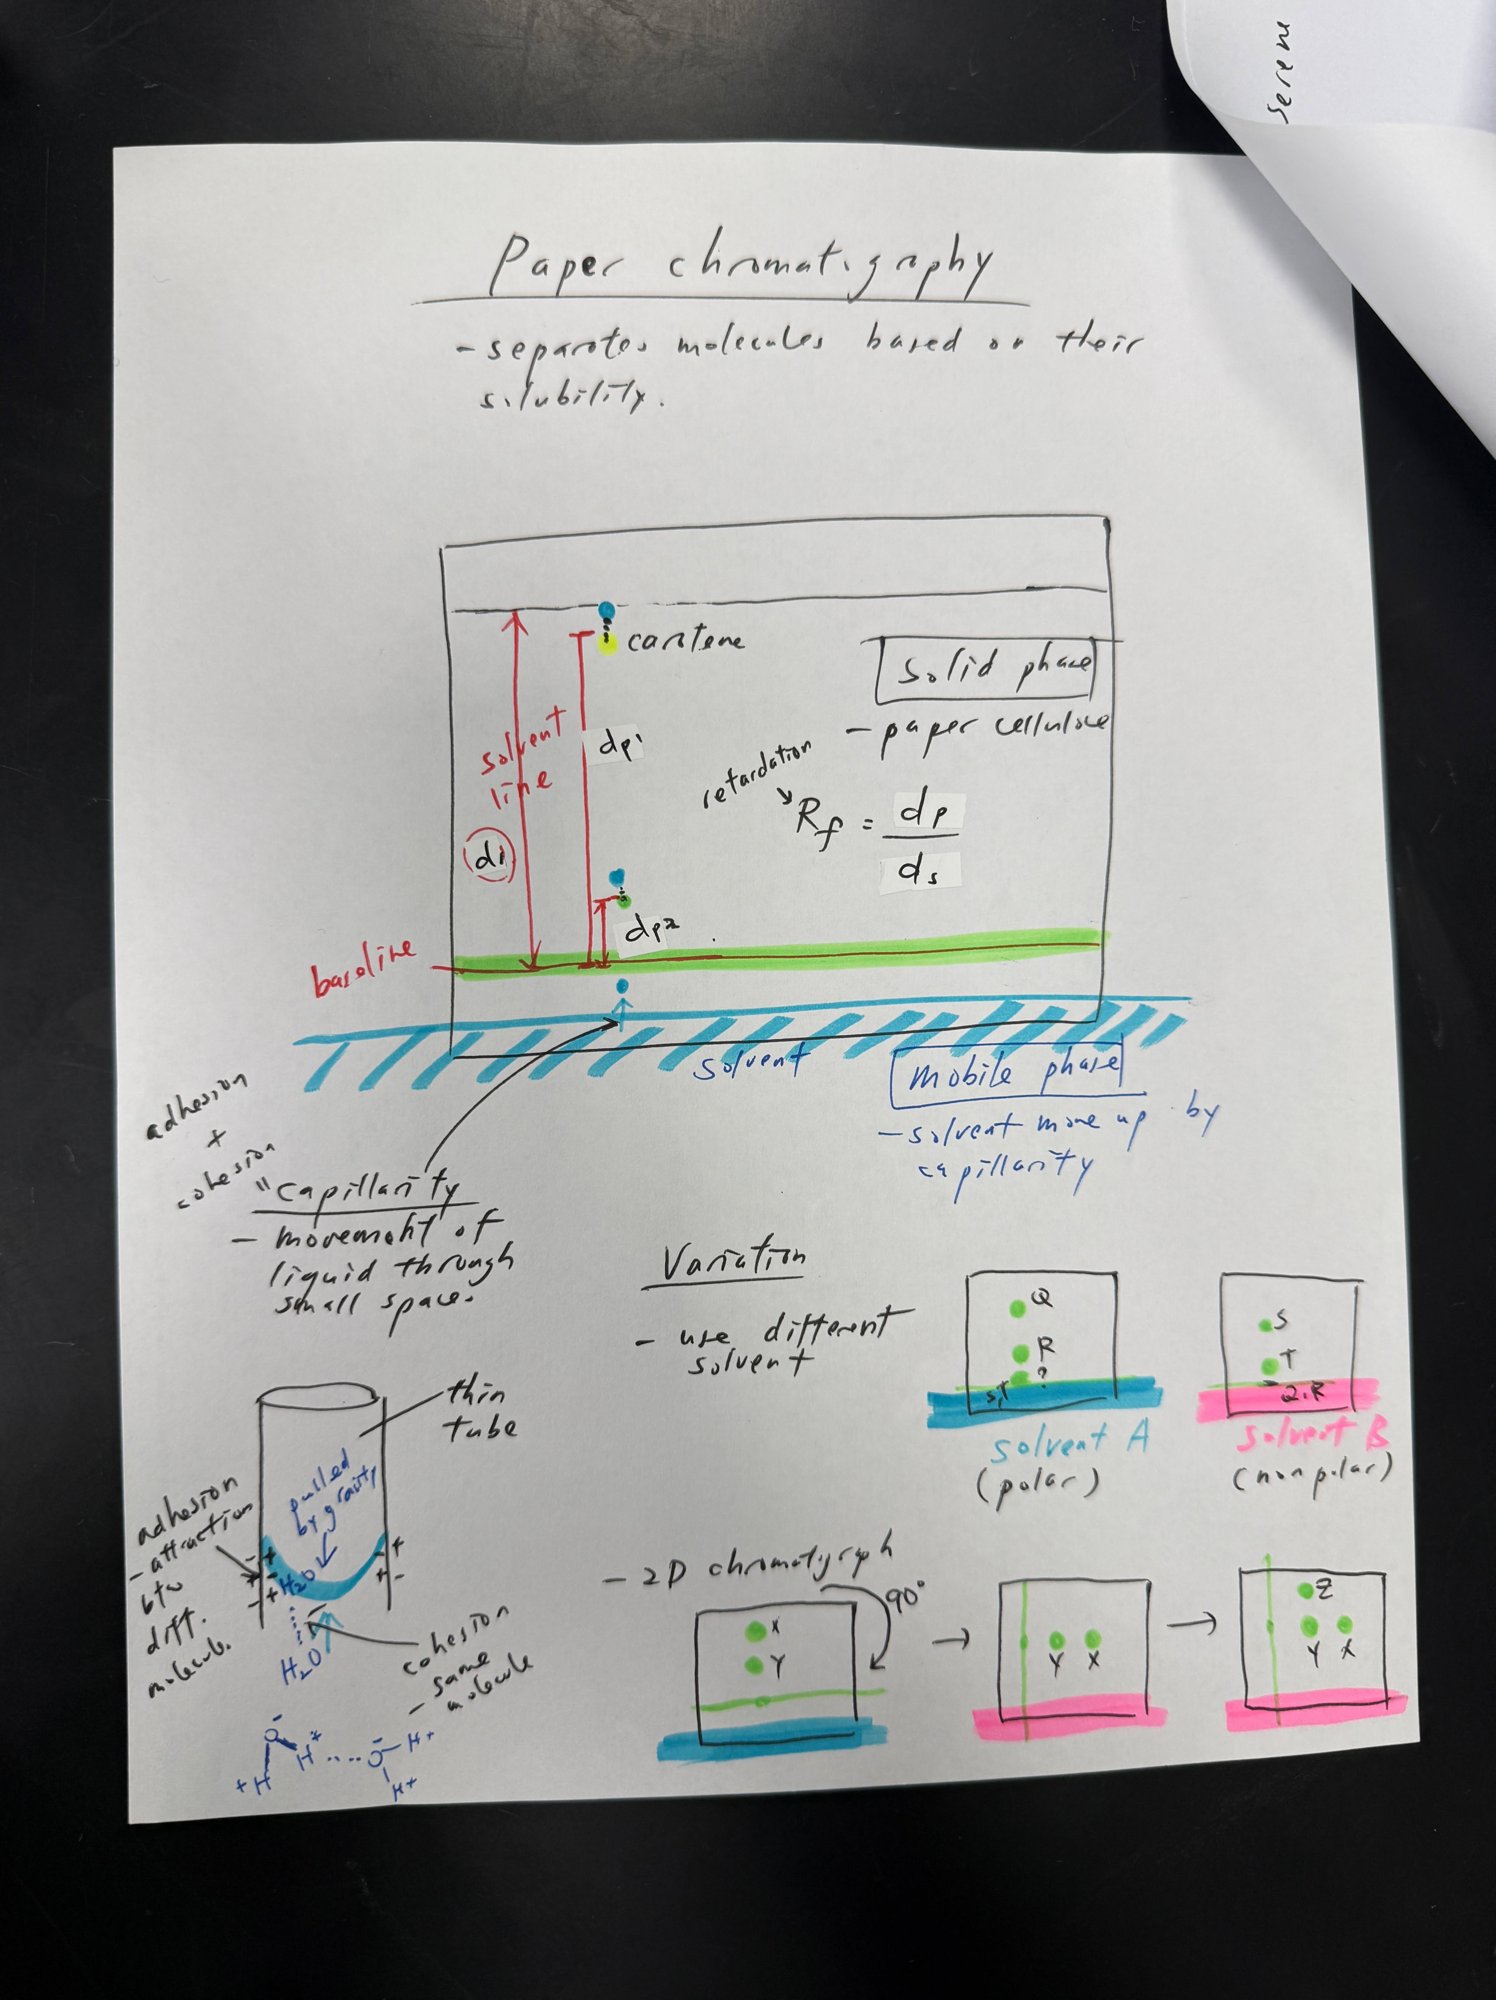 serene
Paper chromatography
- separates molecules based on their
solubility.
carotene
solid phase
- paper cellulose
solvent
line
dp1
retardation
Rf = dp
ds
di
dp2
baseline
solvent
mobile phase
- solvent move up by
capillarity
adhesion
+
cohesion
"capillarity
- movement of
liquid through
small space.
Variation
- use different
solvent
Q
R
?
S,T
solvent A
(polar)
S
T
Q.R
solvent B
(nonpolar)
thin
tube
pulled
by gravity
adhesion
- attraction
btw
diff.
molecule.
H2O
H2O
cohesion
- same
molecule
O-
H+
+H
O-
H+
H+
- 2D chromatograph
90°
X
Y
Y X
Z
Y X